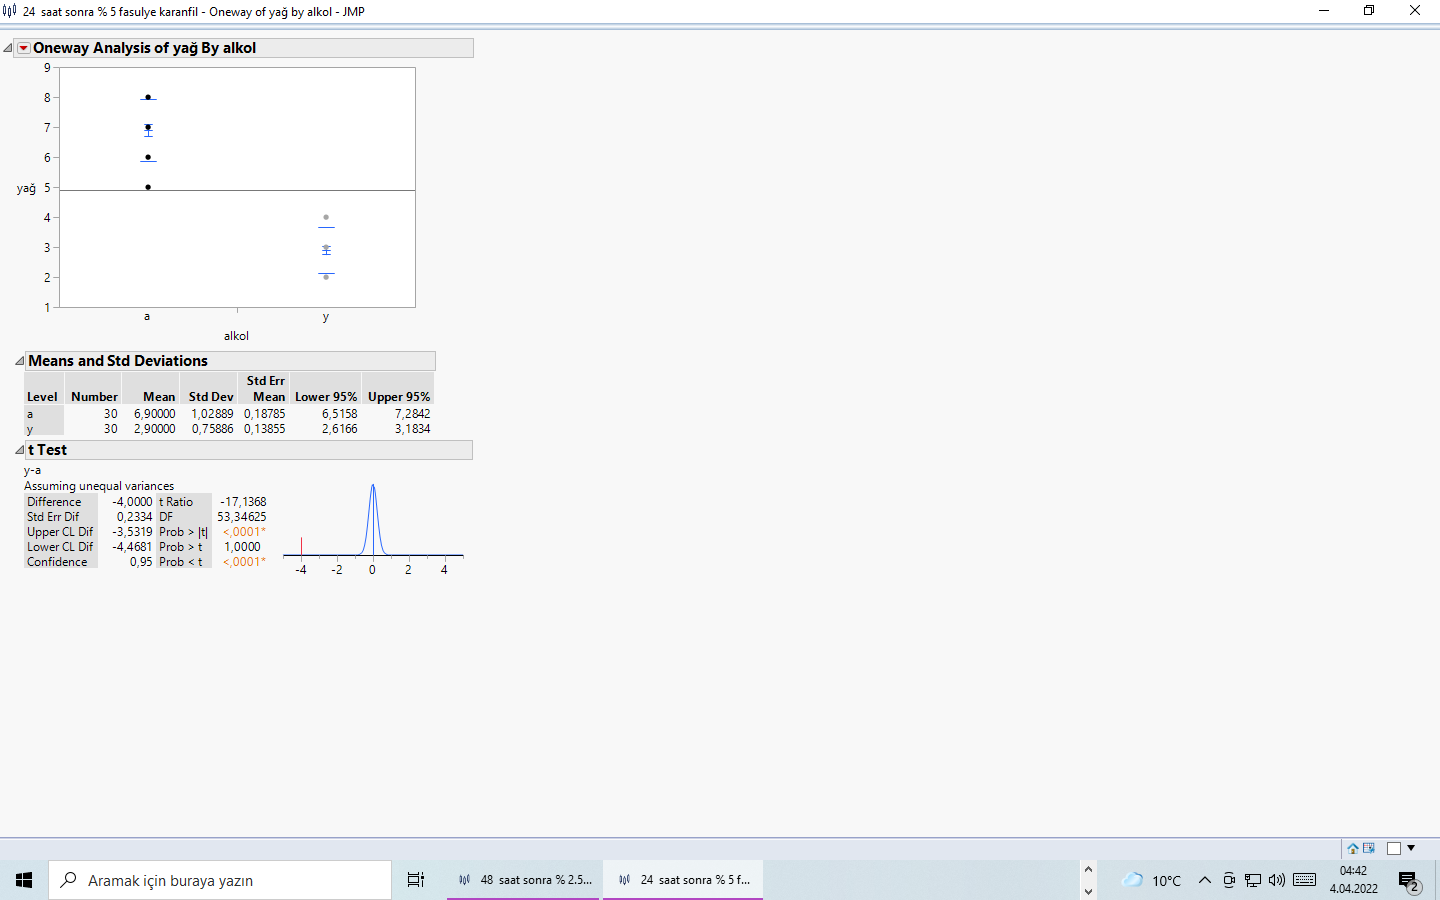 24 saat sonra % 5 fasulye karanfil - Oneway of yağ by alkol - JMP
Oneway Analysis of yağ By alkol
9
8
7
6
yağ 5
4
3
2
1
a y
alkol
Means and Std Deviations
Level Number Mean Std Dev Std Err Mean Lower 95% Upper 95%
a 30 6,90000 1,02889 0,18785 6,5158 7,2842
y 30 2,90000 0,75886 0,13855 2,6166 3,1834
t Test
y-a
Assuming unequal variances
Difference -4,0000 t Ratio -17,1368
Std Err Dif 0,2334 DF 53,34625
Upper CL Dif -3,5319 Prob > |t| <,0001*
Lower CL Dif -4,4681 Prob > t 1,0000
Confidence 0,95 Prob < t <,0001*
-4 -2 0 2 4
Aramak için buraya yazın
48 saat sonra % 2.5...
24 saat sonra % 5 f...
10°C
04:42
4.04.2022
2